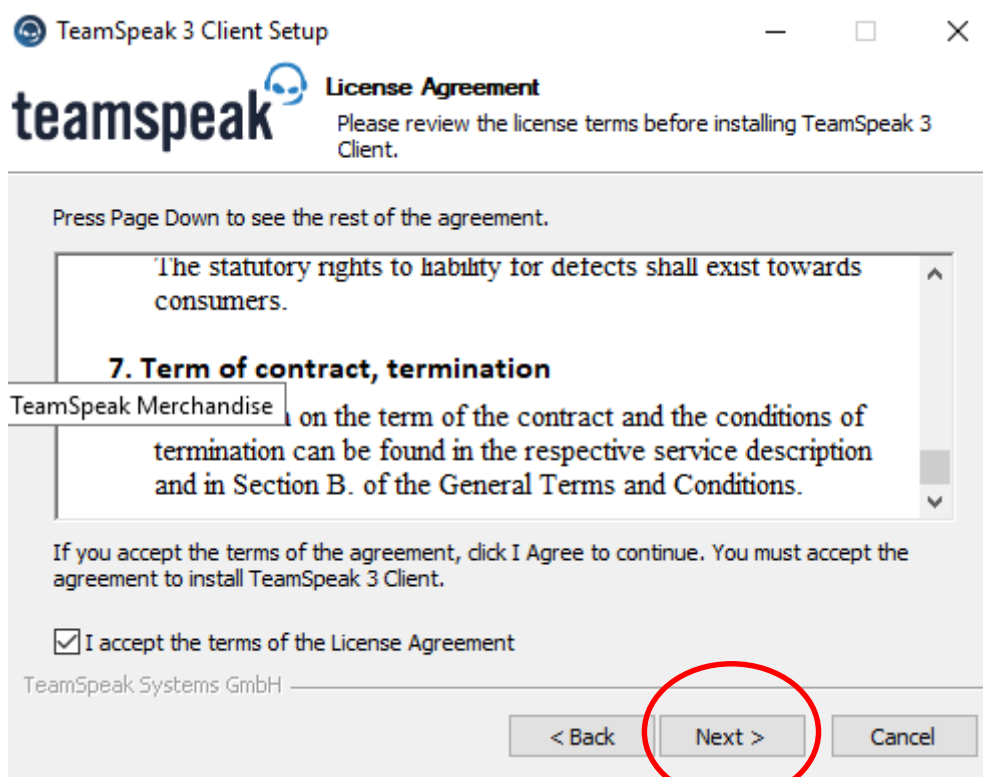 TeamSpeak 3 Client Setup
teamspeak
License Agreement
Please review the license terms before installing TeamSpeak 3
Client.
Press Page Down to see the rest of the agreement.
The statutory rights to liability for defects shall exist towards
consumers.
7. Term of contract, termination
TeamSpeak Merchandise
on the term of the contract and the conditions of
termination can be found in the respective service description
and in Section B. of the General Terms and Conditions.
If you accept the terms of the agreement, click I Agree to continue. You must accept the
agreement to install TeamSpeak 3 Client.
I accept the terms of the License Agreement
TeamSpeak Systems GmbH
< Back
Next >
Cancel